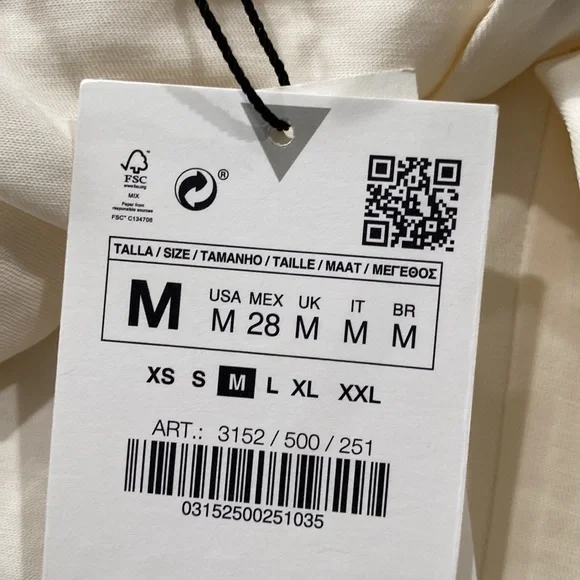 FSC
www.fsc.org
MIX
Paper from
responsible sources
FSC® C134706
®
TALLA / SIZE / TAMANHO / TAILLE / MAAT / ΜΕΓΕΘΟΣ
M
USA MEX UK IT BR
M 28 M M M
XS S M L XL XXL
ART.: 3152 / 500 / 251
03152500251035